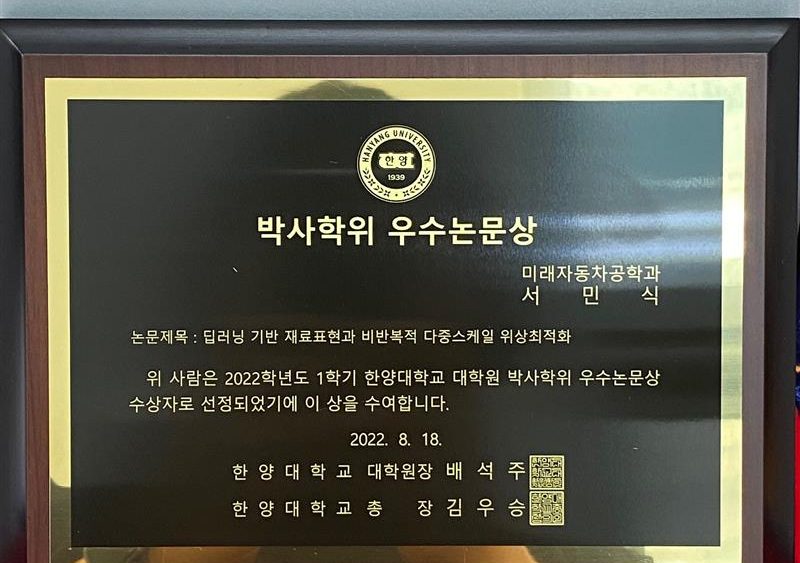 HANYANG UNIVERSITY
한양
1939
박사학위 우수논문상
미래자동차공학과
서 민 식
논문제목 : 딥러닝 기반 재료표현과 비반복적 다중스케일 위상최적화
위 사람은 2022학년도 1학기 한양대학교 대학원 박사학위 우수논문상
수상자로 선정되었기에 이 상을 수여합니다.
2022. 8. 18.
한 양 대 학 교 대학원장 배 석 주
한 양 대 학 교 총 장 김 우 승